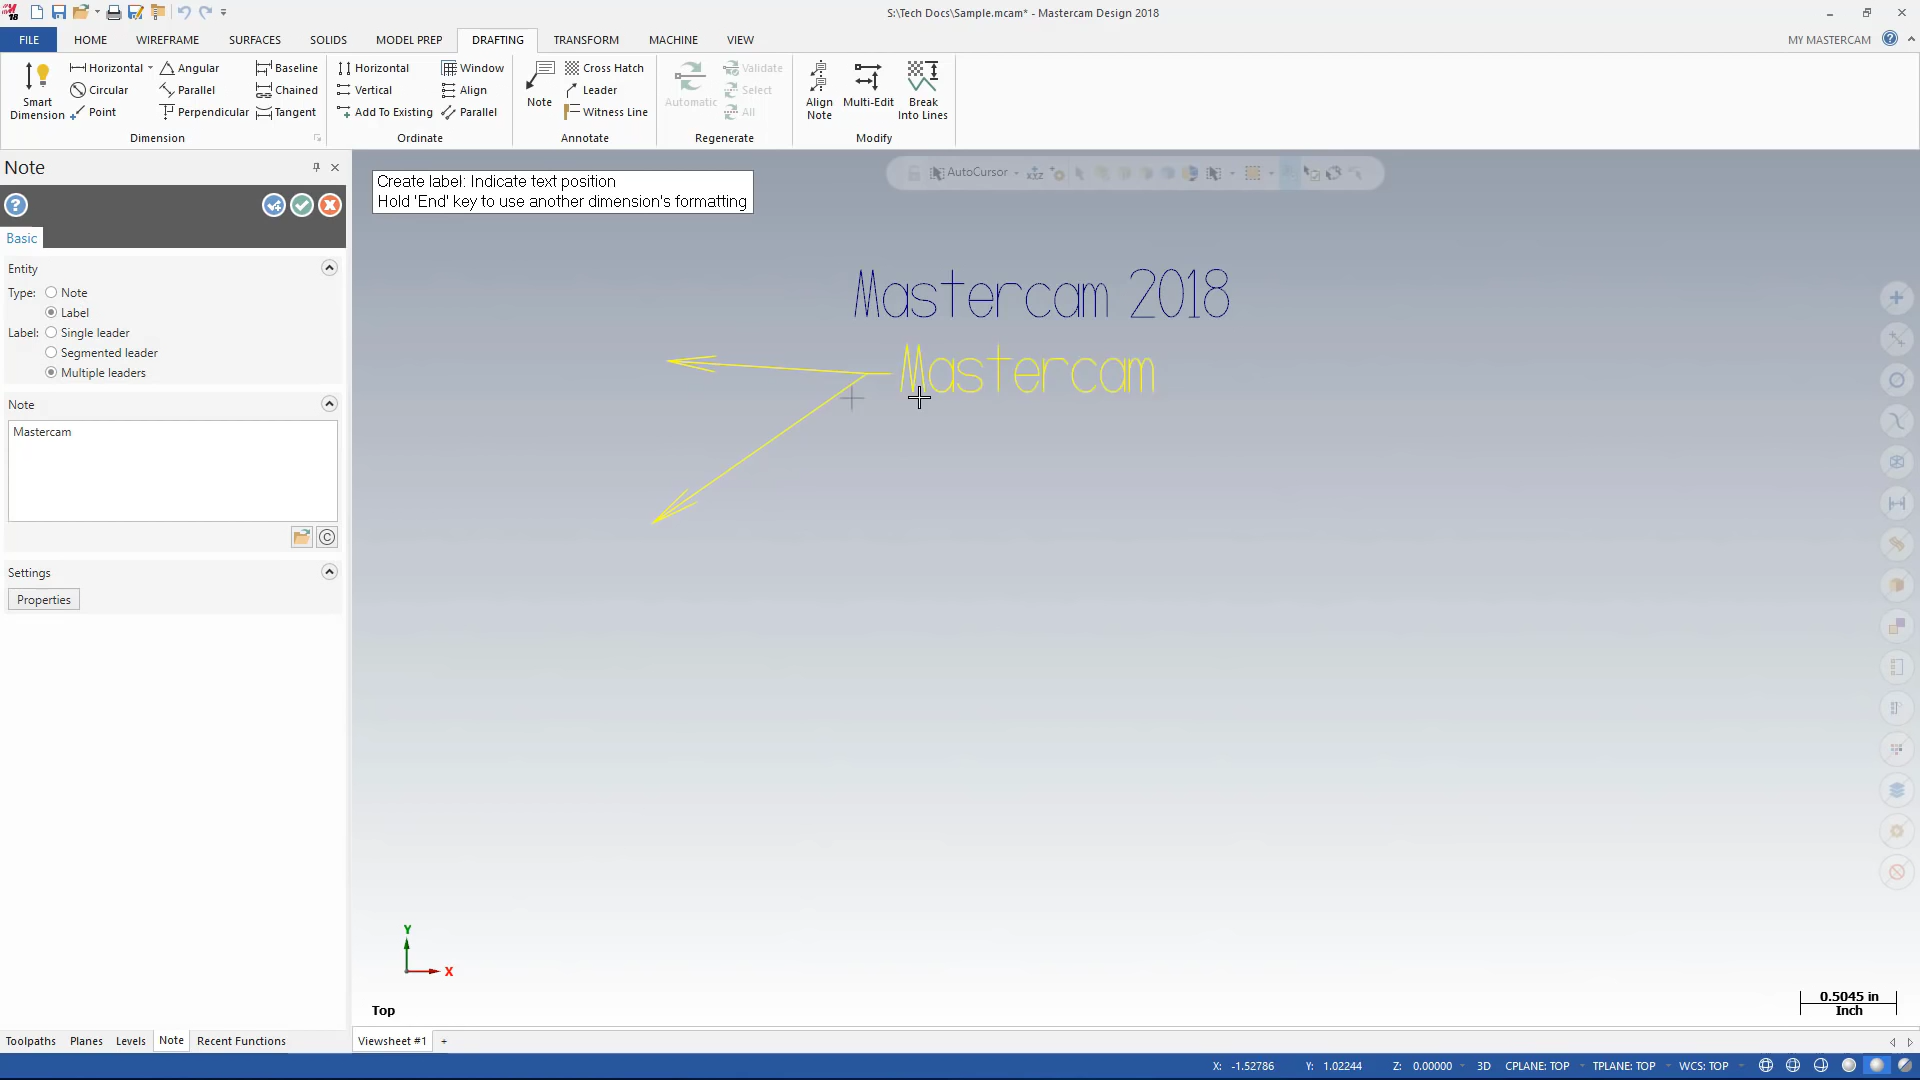 S:\Tech Docs\Sample.mcam* - Mastercam Design 2018
FILE HOME WIREFRAME SURFACES SOLIDS MODEL PREP DRAFTING TRANSFORM MACHINE VIEW MY MASTERCAM
Smart Dimension
Horizontal Angular Baseline
Circular Parallel Chained
Point Perpendicular Tangent
Dimension
Horizontal Window
Vertical Align
Add To Existing Parallel
Ordinate
Note
Cross Hatch
Leader
Witness Line
Annotate
Automatic
Validate
Select
All
Regenerate
Align Note
Multi-Edit
Break Into Lines
Modify
Note
Basic
Entity
Type: Note
Label
Label: Single leader
Segmented leader
Multiple leaders
Note
Mastercam
Settings
Properties
Create label: Indicate text position
Hold 'End' key to use another dimension's formatting
AutoCursor
Mastercam 2018
Mastercam
Y
X
Top
0.5045 in
Inch
Toolpaths Planes Levels Note Recent Functions
Viewsheet #1 +
X: -1.52786 Y: 1.02244 Z: 0.00000 3D CPLANE: TOP TPLANE: TOP WCS: TOP